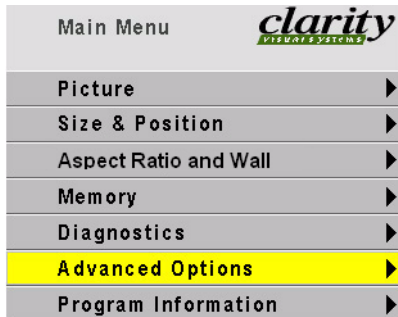 Main Menu
clarity
VISUAL SYSTEMS
Picture
Size & Position
Aspect Ratio and Wall
Memory
Diagnostics
Advanced Options
Program Information